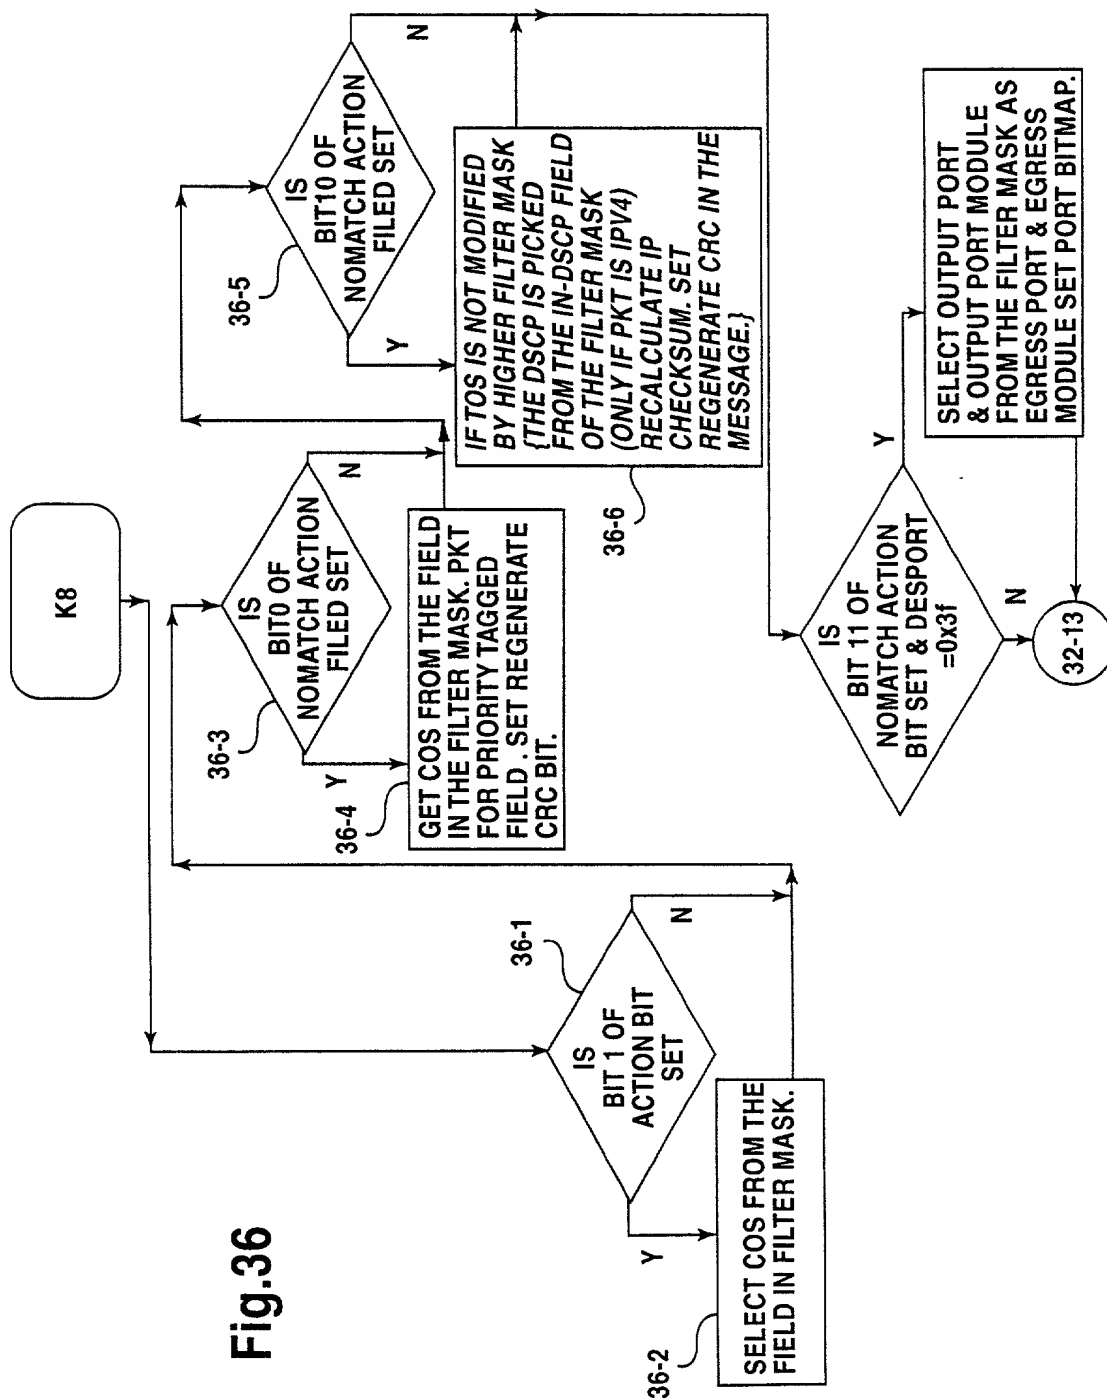 Fig.36
K8
36-1
IS
BIT 1 OF
ACTION BIT
SET
Y
N
36-2
SELECT COS FROM THE
FIELD IN FILTER MASK.
36-3
IS
BIT0 OF
NOMATCH ACTION
FILED SET
Y
N
36-4
GET COS FROM THE FIELD
IN THE FILTER MASK. PKT
FOR PRIORITY TAGGED
FIELD . SET REGENERATE
CRC BIT.
36-5
IS
BIT10 OF
NOMATCH ACTION
FILED SET
Y
N
36-6
IF TOS IS NOT MODIFIED
BY HIGHER FILTER MASK
{THE DSCP IS PICKED
FROM THE IN-DSCP FIELD
OF THE FILTER MASK
(ONLY IF PKT IS IPV4)
RECALCULATE IP
CHECKSUM. SET
REGENERATE CRC IN THE
MESSAGE.}
IS
BIT 11 OF
NOMATCH ACTION
BIT SET & DESPORT
=0x3f
Y
N
SELECT OUTPUT PORT
& OUTPUT PORT MODULE
FROM THE FILTER MASK AS
EGRESS PORT & EGRESS
MODULE SET PORT BITMAP.
32-13